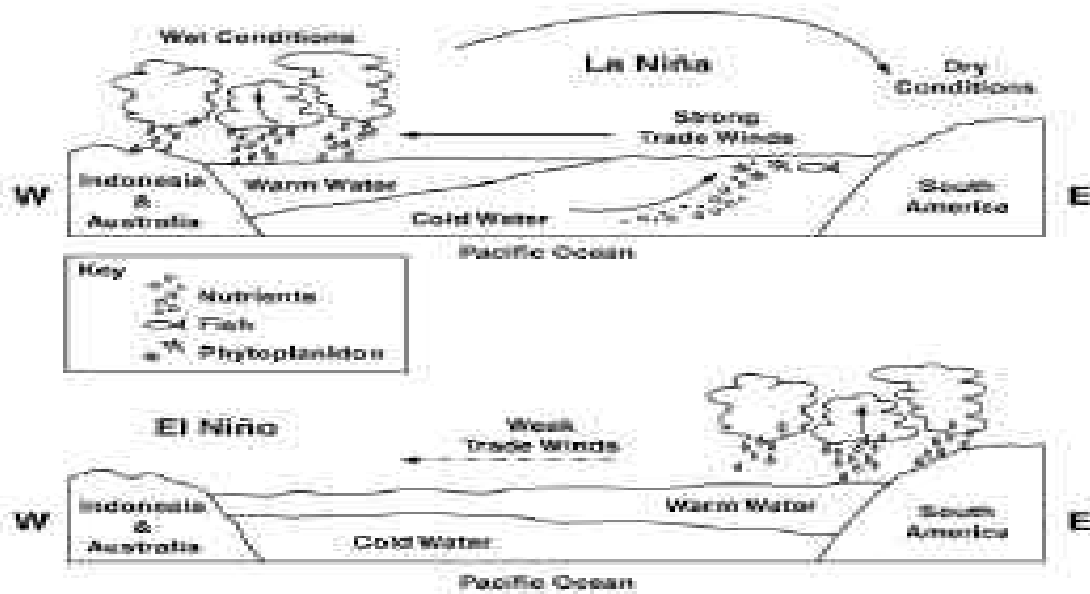 Wet Conditions
La Niña
Dry
Conditions
Strong
Trade Winds
W
Indonesia
&
Australia
Warm Water
Cold Water
South
America
E
Pacific Ocean
Key
Nutrients
Fish
Phytoplankton
El Niño
Weak
Trade Winds
W
Indonesia
&
Australia
Warm Water
Cold Water
South
America
E
Pacific Ocean